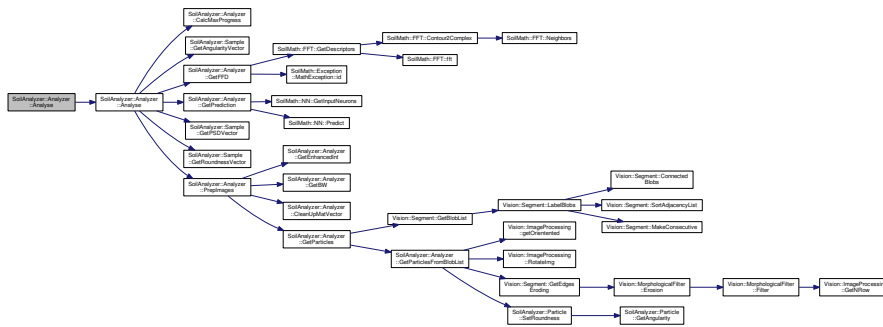 SoilAnalyzer::Analyzer
::Analyse
SoilAnalyzer::Analyzer
::Analyse
SoilAnalyzer::Analyzer
::CalcMaxProgress
SoilAnalyzer::Sample
::GetAngularityVector
SoilAnalyzer::Analyzer
::GetFFD
SoilAnalyzer::Analyzer
::GetPrediction
SoilAnalyzer::Sample
::GetPSDVector
SoilAnalyzer::Sample
::GetRoundnessVector
SoilAnalyzer::Analyzer
::PrepImages
SoilMath::FFT::GetDescriptors
SoilMath::Exception
::MathException::id
SoilMath::NN::GetInputNeurons
SoilMath::NN::Predict
SoilAnalyzer::Analyzer
::GetEnhancedInt
SoilAnalyzer::Analyzer
::GetBW
SoilAnalyzer::Analyzer
::CleanUpMatVector
SoilAnalyzer::Analyzer
::GetParticles
SoilMath::FFT::Contour2Complex
SoilMath::FFT::fft
SoilMath::FFT::Neighbors
Vision::Segment::GetBlobList
SoilAnalyzer::Analyzer
::GetParticlesFromBlobList
Vision::Segment::LabelBlobs
Vision::ImageProcessing
::getOrientented
Vision::ImageProcessing
::RotateImg
Vision::Segment::GetEdges
Eroding
SoilAnalyzer::Particle
::SetRoundness
Vision::Segment::Connected
Blobs
Vision::Segment::SortAdjacencyList
Vision::Segment::MakeConsecutive
Vision::MorphologicalFilter
::Erosion
SoilAnalyzer::Particle
::GetAngularity
Vision::MorphologicalFilter
::Filter
Vision::ImageProcessing
::GetNRow